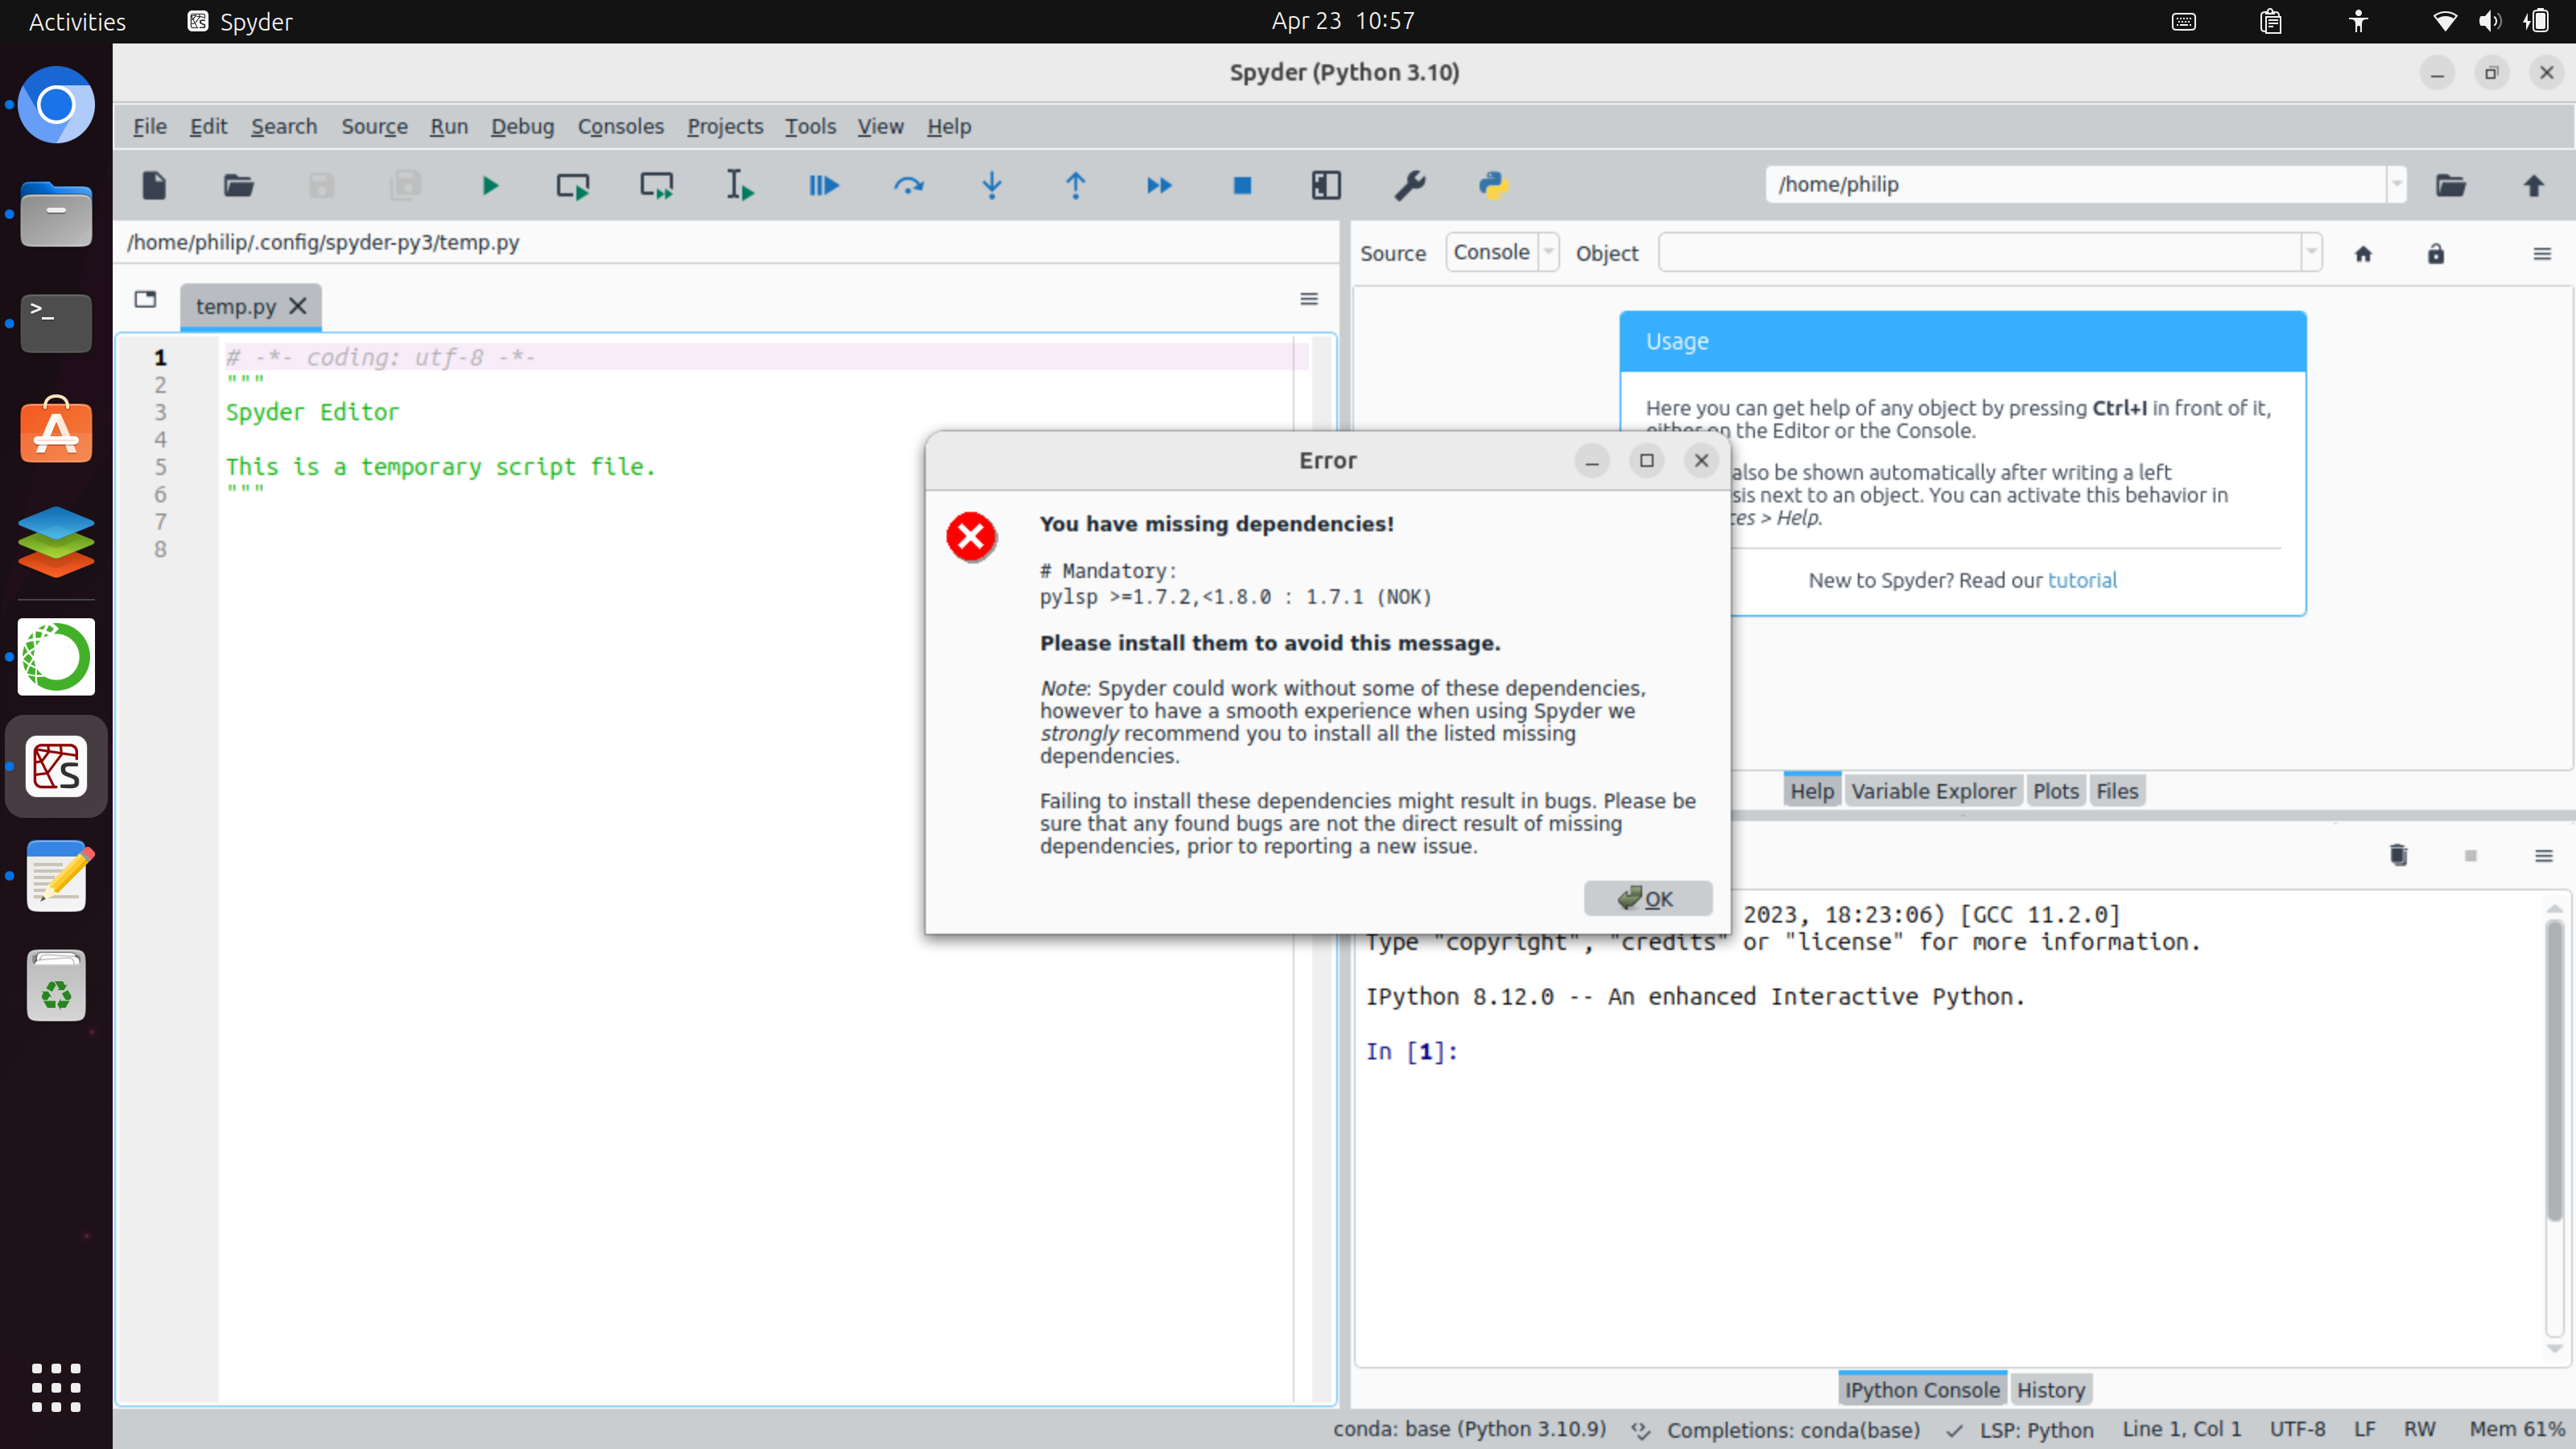 Activities Spyder Apr 23 10:57
Spyder (Python 3.10)
File Edit Search Source Run Debug Consoles Projects Tools View Help
/home/philip
/home/philip/.config/spyder-py3/temp.py
temp.py
1 # -*- coding: utf-8 -*-
2 """
3 Spyder Editor
4
5 This is a temporary script file.
6 """
7
8
Source Console Object
Usage
Here you can get help of any object by pressing Ctrl+I in front of it,
either on the Editor or the Console.
also be shown automatically after writing a left
next to an object. You can activate this behavior in
> Help.
New to Spyder? Read our tutorial
Error
You have missing dependencies!
# Mandatory:
pylsp >=1.7.2,<1.8.0 : 1.7.1 (NOK)
Please install them to avoid this message.
Note: Spyder could work without some of these dependencies,
however to have a smooth experience when using Spyder we
strongly recommend you to install all the listed missing
dependencies.
Failing to install these dependencies might result in bugs. Please be
sure that any found bugs are not the direct result of missing
dependencies, prior to reporting a new issue.
OK
Help Variable Explorer Plots Files
2023, 18:23:06) [GCC 11.2.0]
Type "copyright", "credits" or "license" for more information.
IPython 8.12.0 -- An enhanced Interactive Python.
In [1]:
IPython Console History
conda: base (Python 3.10.9) Completions: conda(base) LSP: Python Line 1, Col 1 UTF-8 LF RW Mem 61%